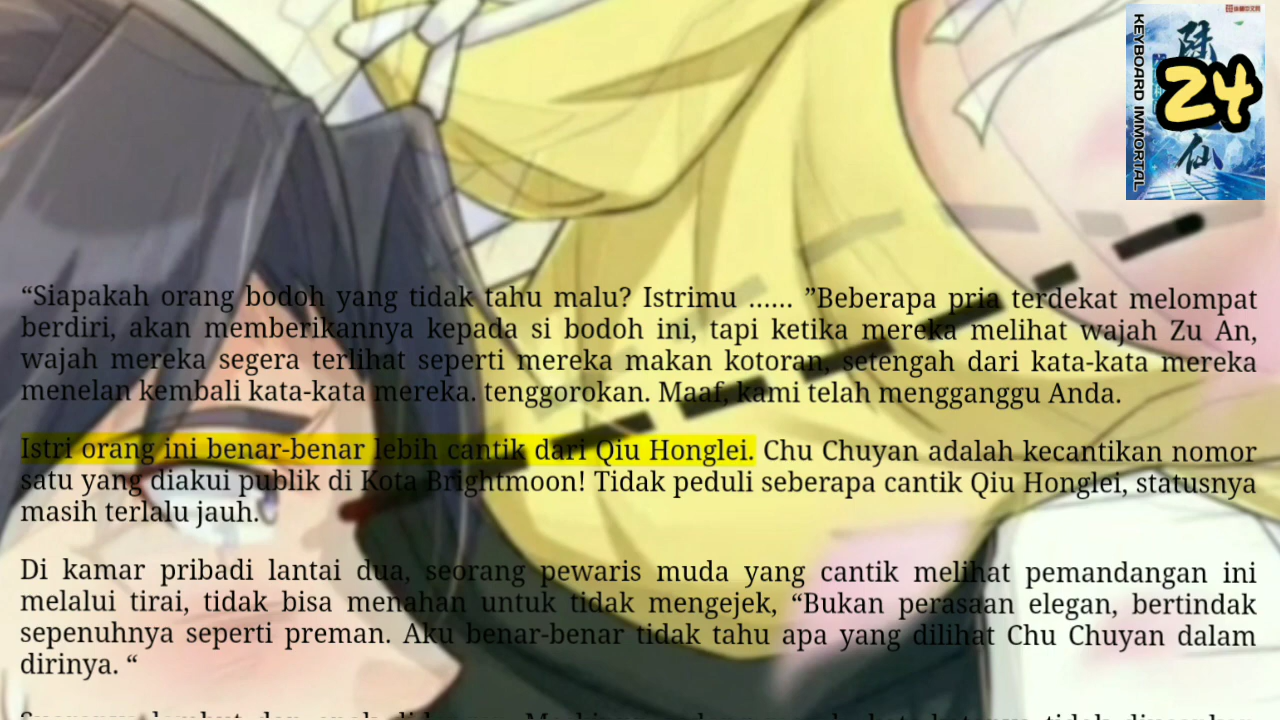 KEYBOARD IMMORTAL
陸
仙
24
“Siapakah orang bodoh yang tidak tahu malu? Istrimu ...... ”Beberapa pria terdekat melompat
berdiri, akan memberikannya kepada si bodoh ini, tapi ketika mereka melihat wajah Zu An,
wajah mereka segera terlihat seperti mereka makan kotoran, setengah dari kata-kata mereka
menelan kembali kata-kata mereka. tenggorokan. Maaf, kami telah mengganggu Anda.
Istri orang ini benar-benar lebih cantik dari Qiu Honglei. Chu Chuyan adalah kecantikan nomor
satu yang diakui publik di Kota Brightmoon! Tidak peduli seberapa cantik Qiu Honglei, statusnya
masih terlalu jauh.
Di kamar pribadi lantai dua, seorang pewaris muda yang cantik melihat pemandangan ini
melalui tirai, tidak bisa menahan untuk tidak mengejek, “Bukan perasaan elegan, bertindak
sepenuhnya seperti preman. Aku benar-benar tidak tahu apa yang dilihat Chu Chuyan dalam
dirinya. “